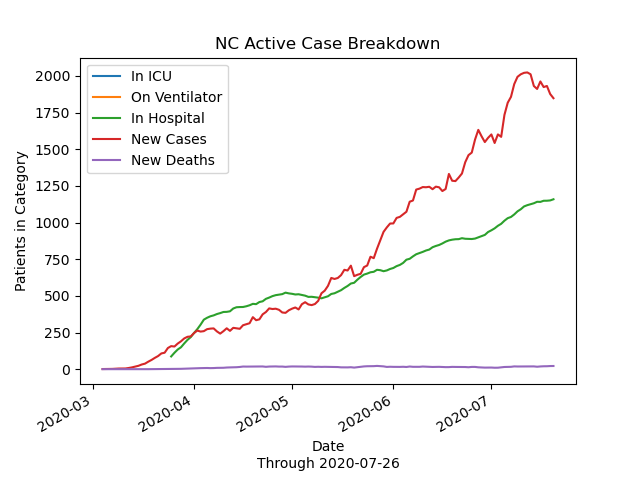 NC Active Case Breakdown
In ICU
On Ventilator
In Hospital
New Cases
New Deaths
Patients in Category
2000
1750
1500
1250
1000
750
500
250
0
2020-03
2020-04
2020-05
2020-06
2020-07
Date
Through 2020-07-26